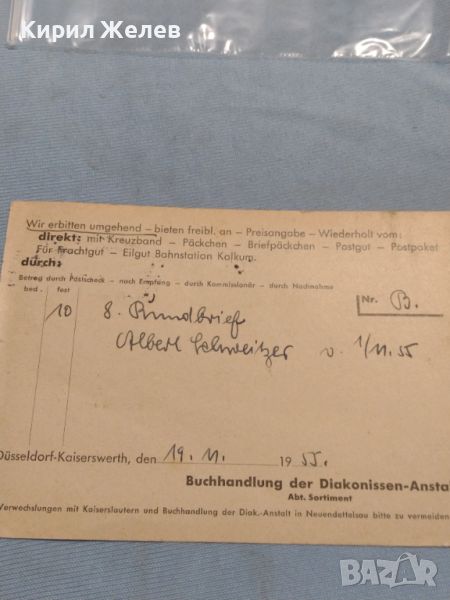 Кирил Желев
Wir erbitten umgehend – bieten freibl. an – Preisangabe – Wiederholt vom:
direkt: mit Kreuzband – Päckchen – Briefpäckchen – Postgut – Postpaket
Für Frachtgut – Eilgut Bahnstation Kalkum.
durch:
Betrag durch Postscheck – nach Empfang – durch Kommissionär – durch Nachnahme
bed. fest
Nr. B.
10 8. Rundbrief
Albert Schweitzer v. 1/11.55
Düsseldorf-Kaiserswerth, den 19. 11. 1955.
Buchhandlung der Diakonissen-Ansta
Abt. Sortiment
Verwechslungen mit Kaiserslautern und Buchhandlung der Diak.-Anstalt in Neuendettelsau bitte zu vermeiden
BAZAR